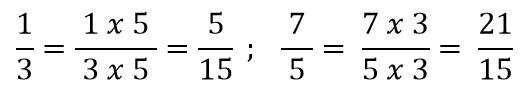 1/3 = 1 x 5 / 3 x 5 = 5/15 ; 7/5 = 7 x 3 / 5 x 3 = 21/15